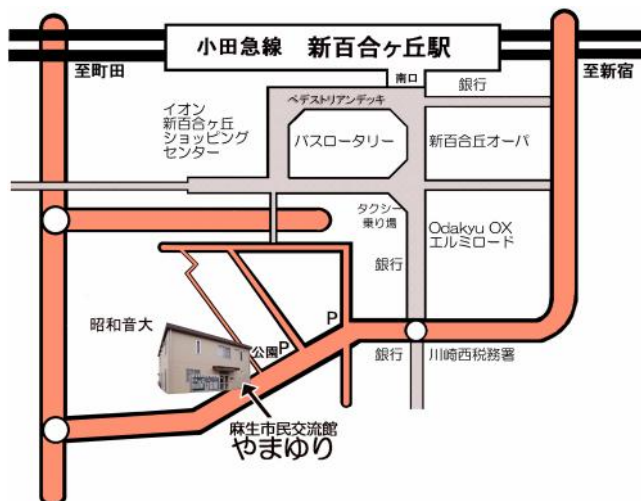 小田急線 新百合ヶ丘駅
至町田
南口
至新宿
銀行
ペデストリアンデッキ
イオン
新百合ヶ丘
ショッピング
センター
バスロータリー
新百合丘オーパ
タクシー
乗り場
Odakyu OX
エルミロード
銀行
昭和音大
P
公園
P
銀行
川崎西税務署
麻生市民交流館
やまゆり